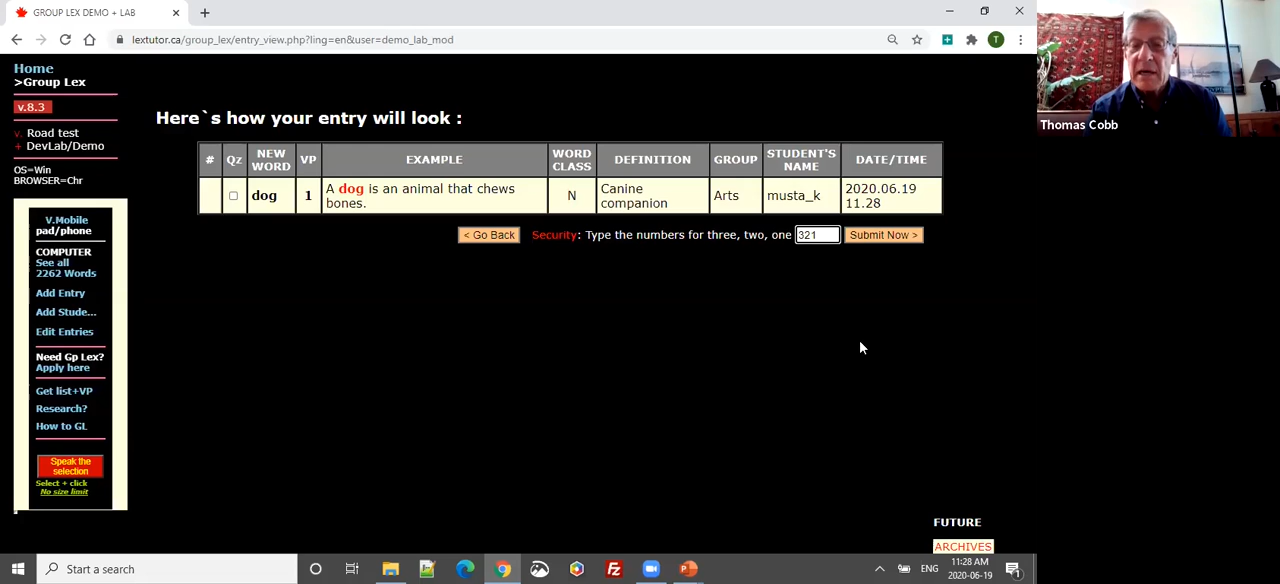 GROUP LEX DEMO + LAB
lextutor.ca/group_lex/entry_view.php?ling=en&user=demo_lab_mod
T
Home
>Group Lex
v.8.3
v. Road test
+ DevLab/Demo
OS=Win
BROWSER=Chr
V.Mobile
pad/phone
COMPUTER
See all
2262 Words
Add Entry
Add Stude...
Edit Entries
Need Gp Lex?
Apply here
Get list+VP
Research?
How to GL
Speak the
selection
Select + click
No size limit
Here`s how your entry will look :
# Qz NEW WORD VP EXAMPLE WORD CLASS DEFINITION GROUP STUDENT'S NAME DATE/TIME
dog 1 A dog is an animal that chews bones. N Canine companion Arts musta_k 2020.06.19 11.28
< Go Back Security: Type the numbers for three, two, one 321 Submit Now >
FUTURE
ARCHIVES
Thomas Cobb
Start a search
ENG
11:28 AM
2020-06-19